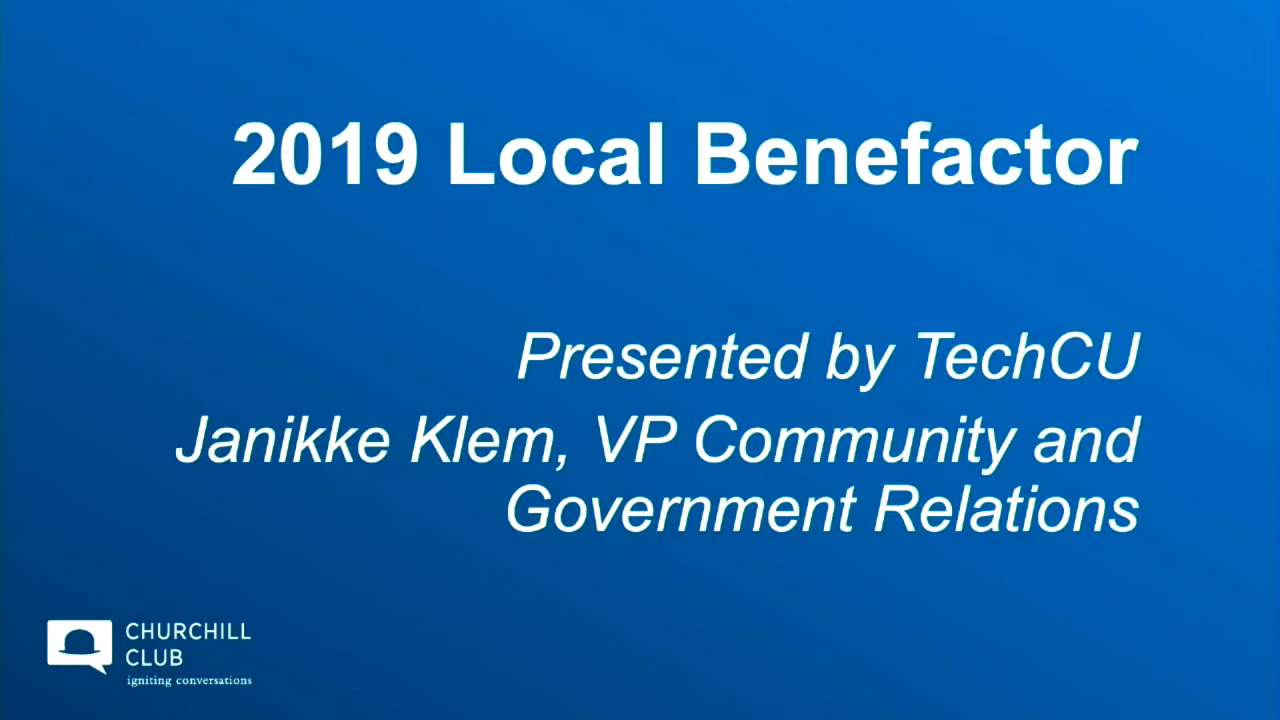 2019 Local Benefactor
Presented by TechCU
Janikke Klem, VP Community and
Government Relations
CHURCHILL
CLUB
igniting conversations